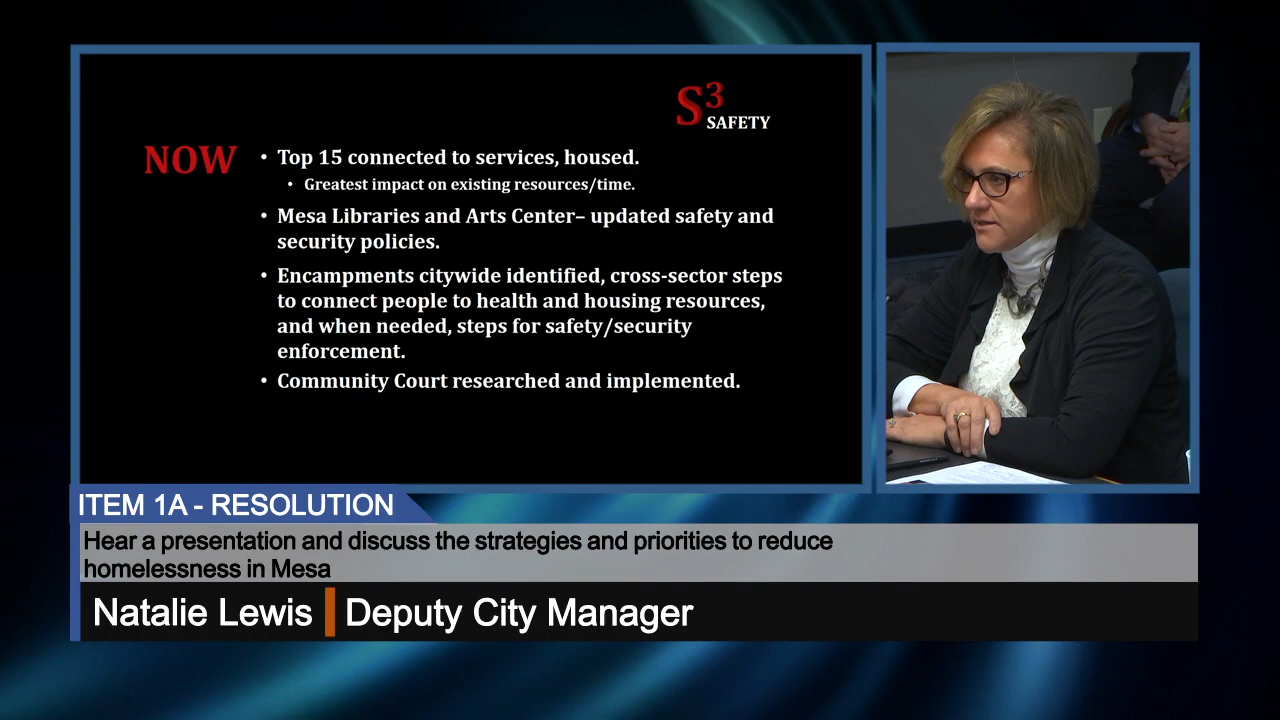 S³
SAFETY
NOW
• Top 15 connected to services, housed.
• Greatest impact on existing resources/time.
• Mesa Libraries and Arts Center– updated safety and
security policies.
• Encampments citywide identified, cross-sector steps
to connect people to health and housing resources,
and when needed, steps for safety/security
enforcement.
• Community Court researched and implemented.
ITEM 1A - RESOLUTION
Hear a presentation and discuss the strategies and priorities to reduce
homelessness in Mesa
Natalie Lewis | Deputy City Manager